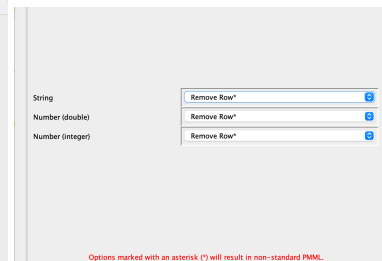 String Remove Row*
Number (double) Remove Row*
Number (integer) Remove Row*
Options marked with an asterisk (*) will result in non-standard PMML.